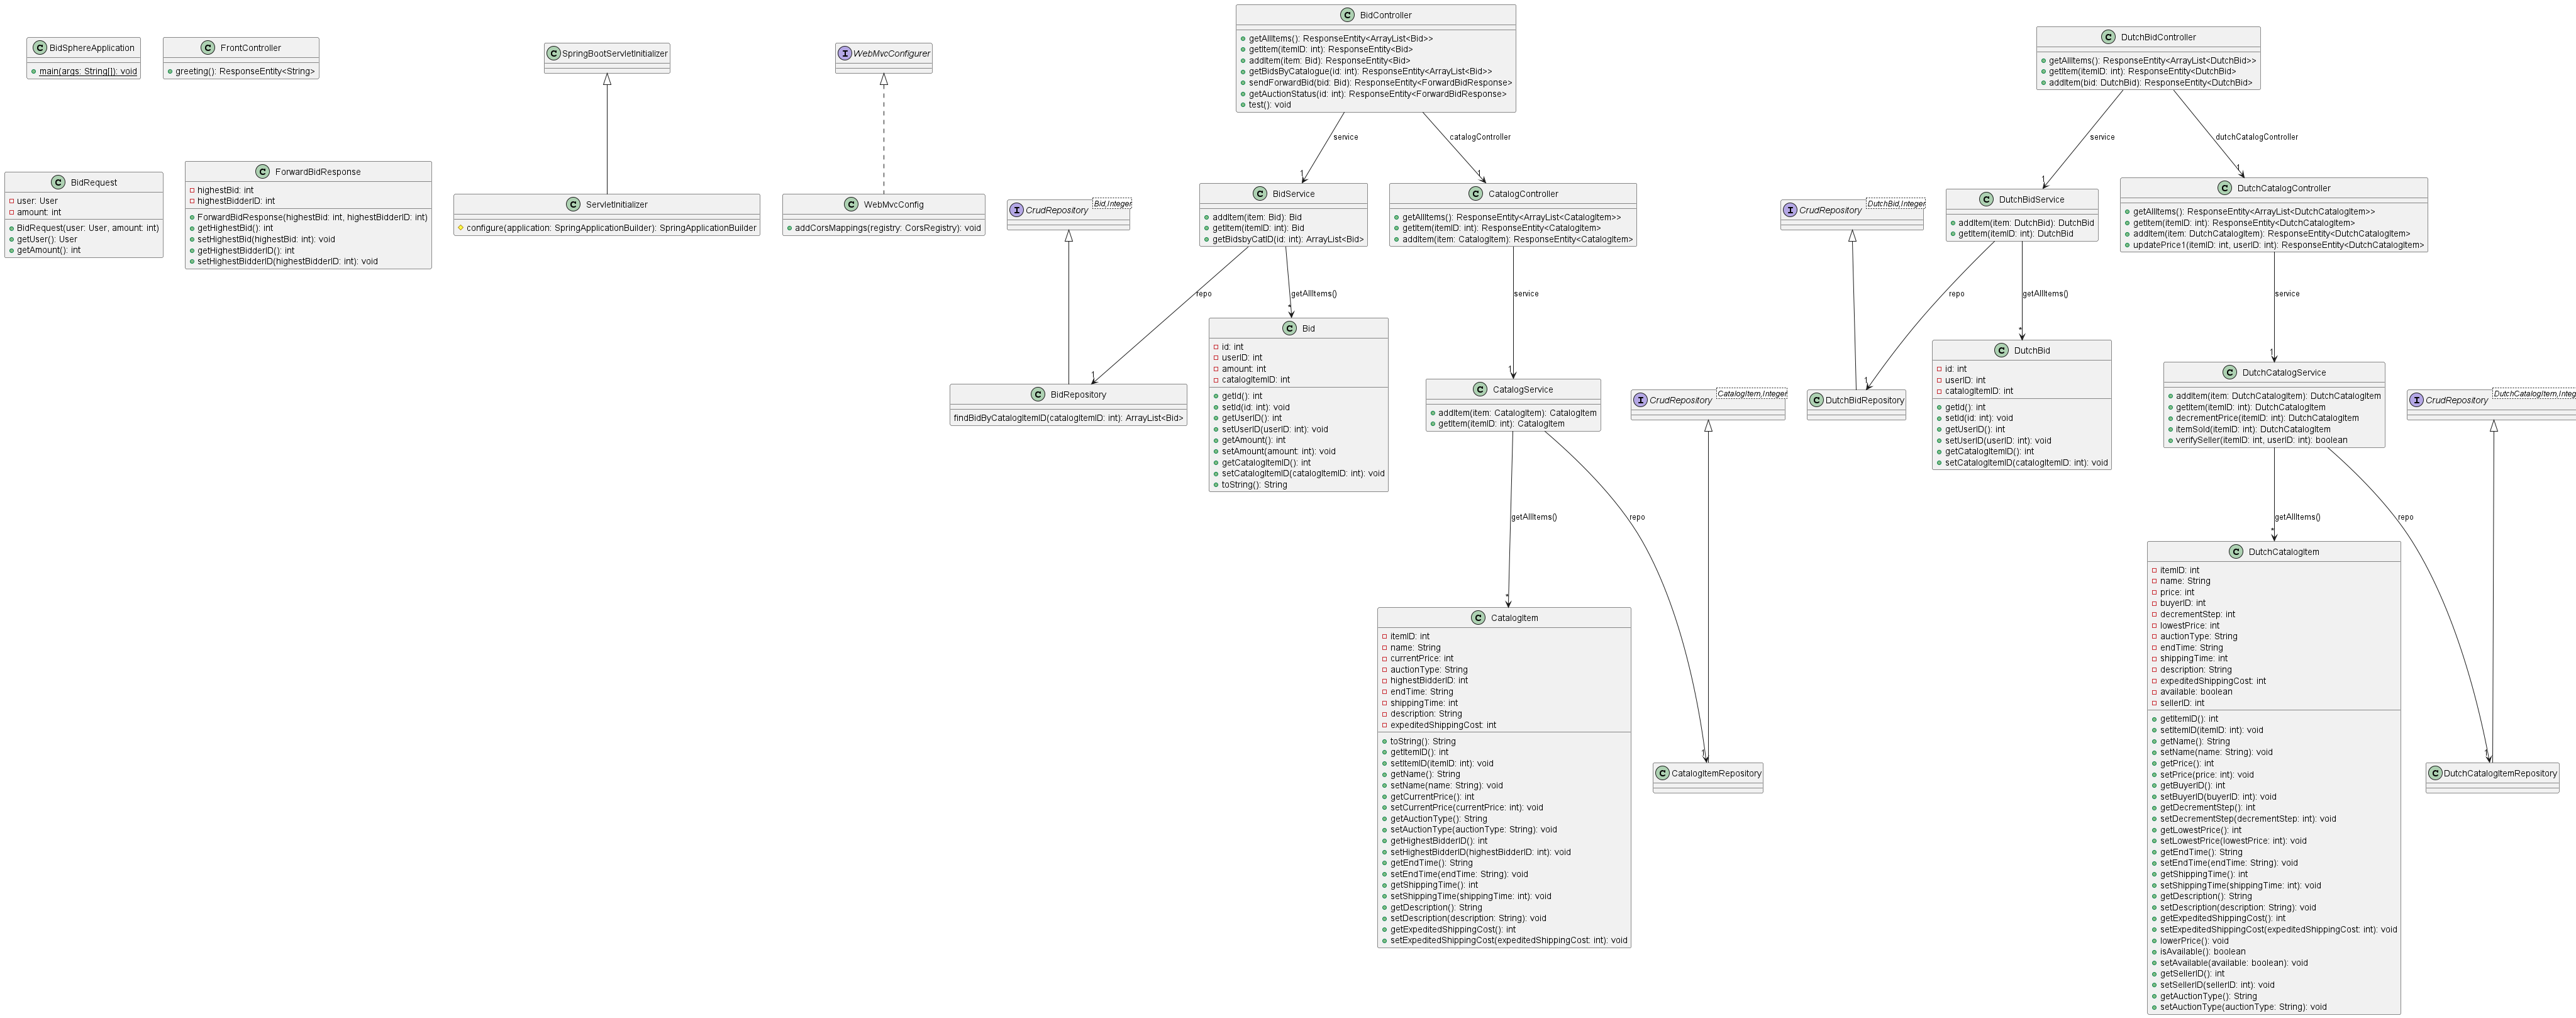 BidSphereApplication
main(args: String[]): void
FrontController
greeting(): ResponseEntity<String>
SpringBootServletInitializer
WebMvcConfigurer
BidController
getAllItems(): ResponseEntity<ArrayList<Bid>>
getItem(itemID: int): ResponseEntity<Bid>
addItem(item: Bid): ResponseEntity<Bid>
getBidsByCatalogue(id: int): ResponseEntity<ArrayList<Bid>>
sendForwardBid(bid: Bid): ResponseEntity<ForwardBidResponse>
getAuctionStatus(id: int): ResponseEntity<ForwardBidResponse>
test(): void
DutchBidController
getAllItems(): ResponseEntity<ArrayList<DutchBid>>
getItem(itemID: int): ResponseEntity<DutchBid>
addItem(bid: DutchBid): ResponseEntity<DutchBid>
service
catalogController
service
dutchCatalogController
1
1
1
1
BidRequest
user: User
amount: int
BidRequest(user: User, amount: int)
getUser(): User
getAmount(): int
ForwardBidResponse
highestBid: int
highestBidderID: int
ForwardBidResponse(highestBid: int, highestBidderID: int)
getHighestBid(): int
setHighestBid(highestBid: int): void
getHighestBidderID(): int
setHighestBidderID(highestBidderID: int): void
ServletInitializer
configure(application: SpringApplicationBuilder): SpringApplicationBuilder
WebMvcConfig
addCorsMappings(registry: CorsRegistry): void
CrudRepository
Bid,Integer
BidService
addItem(item: Bid): Bid
getItem(itemID: int): Bid
getBidsbyCatID(id: int): ArrayList<Bid>
CatalogController
getAllItems(): ResponseEntity<ArrayList<CatalogItem>>
getItem(itemID: int): ResponseEntity<CatalogItem>
addItem(item: CatalogItem): ResponseEntity<CatalogItem>
CrudRepository
DutchBid,Integer
DutchBidService
addItem(item: DutchBid): DutchBid
getItem(itemID: int): DutchBid
DutchCatalogController
getAllItems(): ResponseEntity<ArrayList<DutchCatalogItem>>
getItem(itemID: int): ResponseEntity<DutchCatalogItem>
addItem(item: DutchCatalogItem): ResponseEntity<DutchCatalogItem>
updatePrice1(itemID: int, userID: int): ResponseEntity<DutchCatalogItem>
repo
getAllItems()
service
repo
getAllItems()
service
1
*
1
1
*
1
BidRepository
findBidByCatalogItemID(catalogItemID: int): ArrayList<Bid>
Bid
id: int
userID: int
amount: int
catalogItemID: int
getId(): int
setId(id: int): void
getUserID(): int
setUserID(userID: int): void
getAmount(): int
setAmount(amount: int): void
getCatalogItemID(): int
setCatalogItemID(catalogItemID: int): void
toString(): String
CatalogService
addItem(item: CatalogItem): CatalogItem
getItem(itemID: int): CatalogItem
CrudRepository
CatalogItem,Integer
DutchBidRepository
DutchBid
id: int
userID: int
catalogItemID: int
getId(): int
setId(id: int): void
getUserID(): int
setUserID(userID: int): void
getCatalogItemID(): int
setCatalogItemID(catalogItemID: int): void
DutchCatalogService
addItem(item: DutchCatalogItem): DutchCatalogItem
getItem(itemID: int): DutchCatalogItem
decrementPrice(itemID: int): DutchCatalogItem
itemSold(itemID: int): DutchCatalogItem
verifySeller(itemID: int, userID: int): boolean
CrudRepository
DutchCatalogItem,Integ
getAllItems()
repo
getAllItems()
repo
*
1
*
1
CatalogItem
itemID: int
name: String
currentPrice: int
auctionType: String
highestBidderID: int
endTime: String
shippingTime: int
description: String
expeditedShippingCost: int
toString(): String
getItemID(): int
setItemID(itemID: int): void
getName(): String
setName(name: String): void
getCurrentPrice(): int
setCurrentPrice(currentPrice: int): void
getAuctionType(): String
setAuctionType(auctionType: String): void
getHighestBidderID(): int
setHighestBidderID(highestBidderID: int): void
getEndTime(): String
setEndTime(endTime: String): void
getShippingTime(): int
setShippingTime(shippingTime: int): void
getDescription(): String
setDescription(description: String): void
getExpeditedShippingCost(): int
setExpeditedShippingCost(expeditedShippingCost: int): void
CatalogItemRepository
DutchCatalogItem
itemID: int
name: String
price: int
buyerID: int
decrementStep: int
lowestPrice: int
auctionType: String
endTime: String
shippingTime: int
description: String
expeditedShippingCost: int
available: boolean
sellerID: int
getItemID(): int
setItemID(itemID: int): void
getName(): String
setName(name: String): void
getPrice(): int
setPrice(price: int): void
getBuyerID(): int
setBuyerID(buyerID: int): void
getDecrementStep(): int
setDecrementStep(decrementStep: int): void
getLowestPrice(): int
setLowestPrice(lowestPrice: int): void
getEndTime(): String
setEndTime(endTime: String): void
getShippingTime(): int
setShippingTime(shippingTime: int): void
getDescription(): String
setDescription(description: String): void
getExpeditedShippingCost(): int
setExpeditedShippingCost(expeditedShippingCost: int): void
lowerPrice(): void
isAvailable(): boolean
setAvailable(available: boolean): void
getSellerID(): int
setSellerID(sellerID: int): void
getAuctionType(): String
setAuctionType(auctionType: String): void
DutchCatalogItemRepository